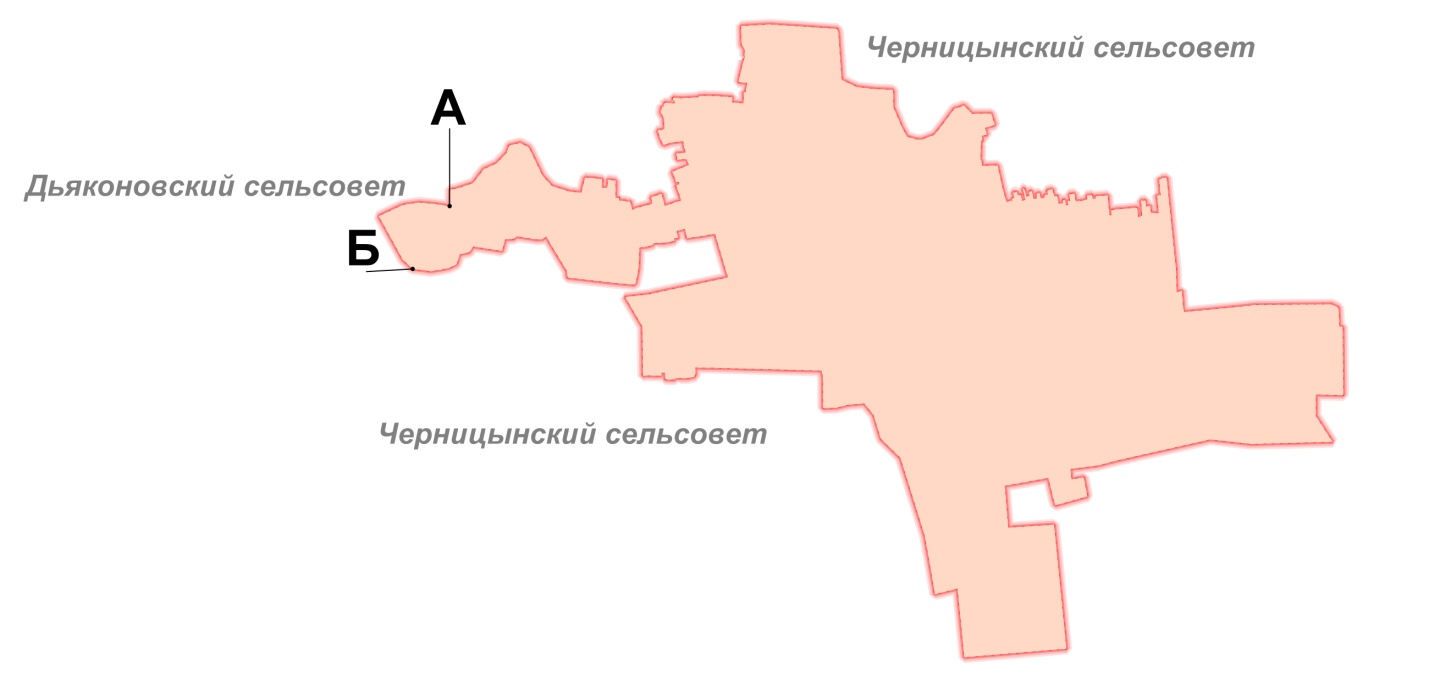 Черницынский сельсовет
А
Дьяконовский сельсовет
Б
Черницынский сельсовет